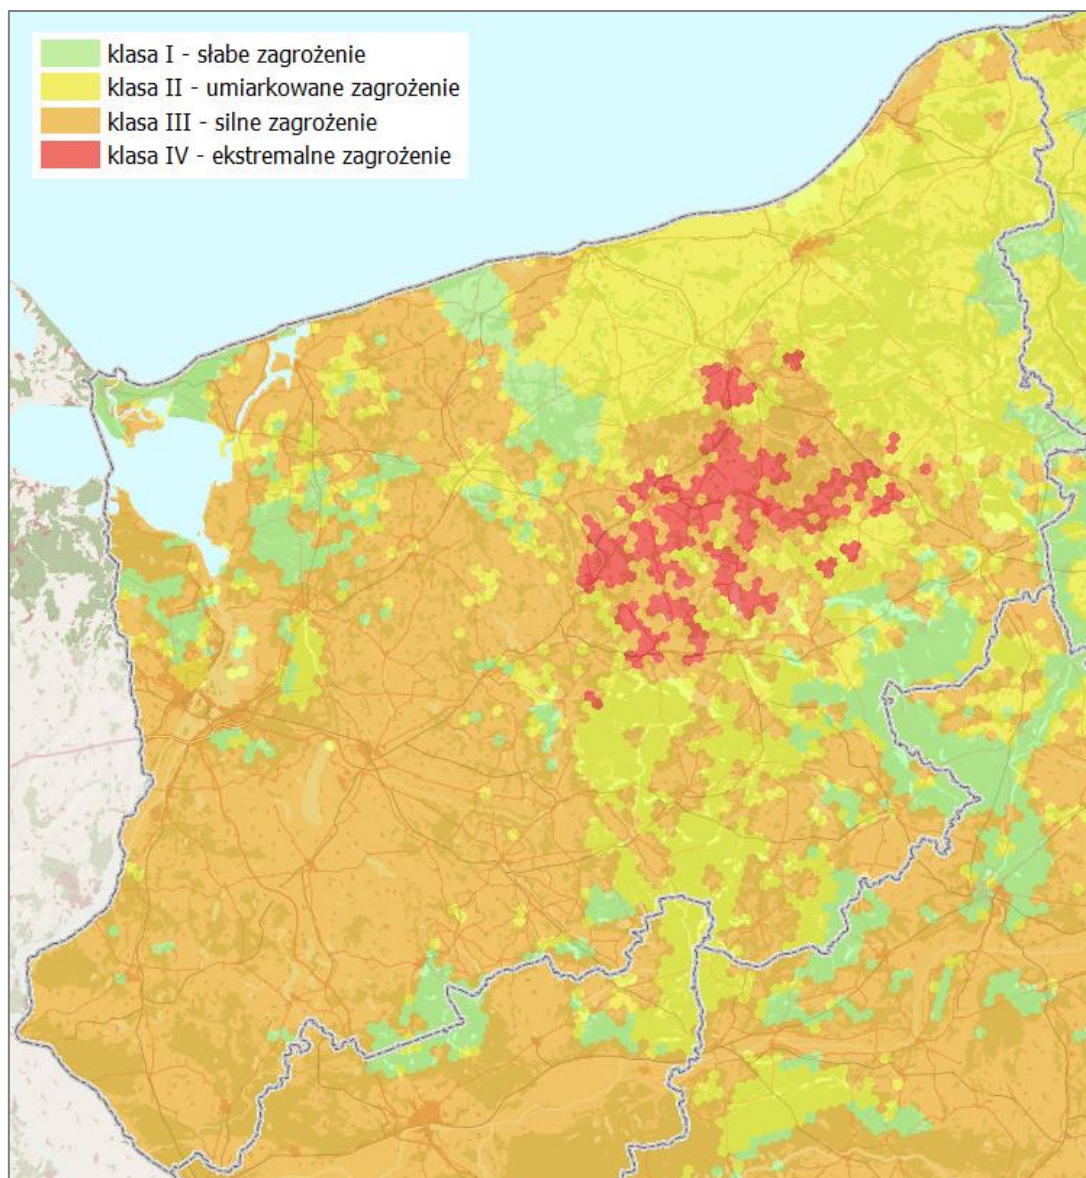 klasa I - słabe zagrożenie
klasa II - umiarkowane zagrożenie
klasa III - silne zagrożenie
klasa IV - ekstremalne zagrożenie